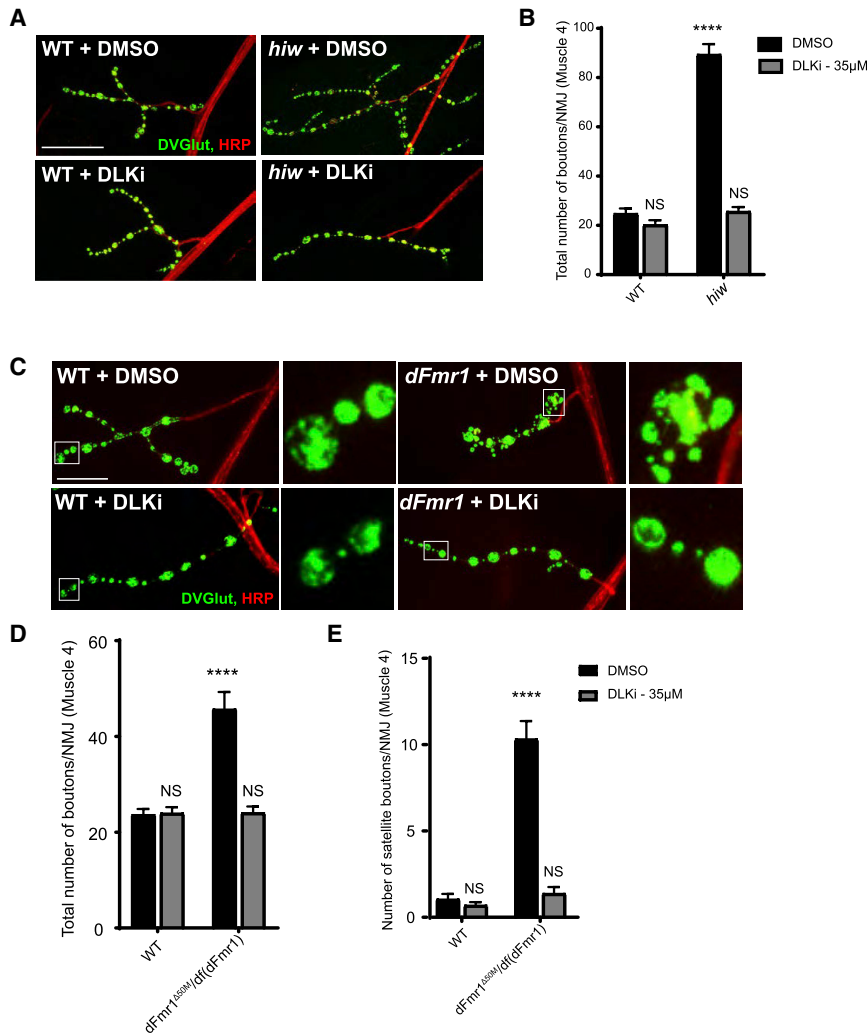 A
WT + DMSO
hiw + DMSO
DVGlut, HRP
WT + DLKi
hiw + DLKi
B
Total number of boutons/NMJ (Muscle 4)
100
80
60
40
20
0
****
NS
NS
WT
hiw
DMSO
DLKi - 35µM
C
WT + DMSO
dFmr1 + DMSO
WT + DLKi
dFmr1 + DLKi
DVGlut, HRP
D
Total number of boutons/NMJ (Muscle 4)
60
40
20
0
****
NS
NS
WT
dFmr1Δ50M/df(dFmr1)
E
Number of satellite boutons/NMJ (Muscle 4)
15
10
5
0
****
NS
NS
WT
dFmr1Δ50M/df(dFmr1)
DMSO
DLKi - 35µM